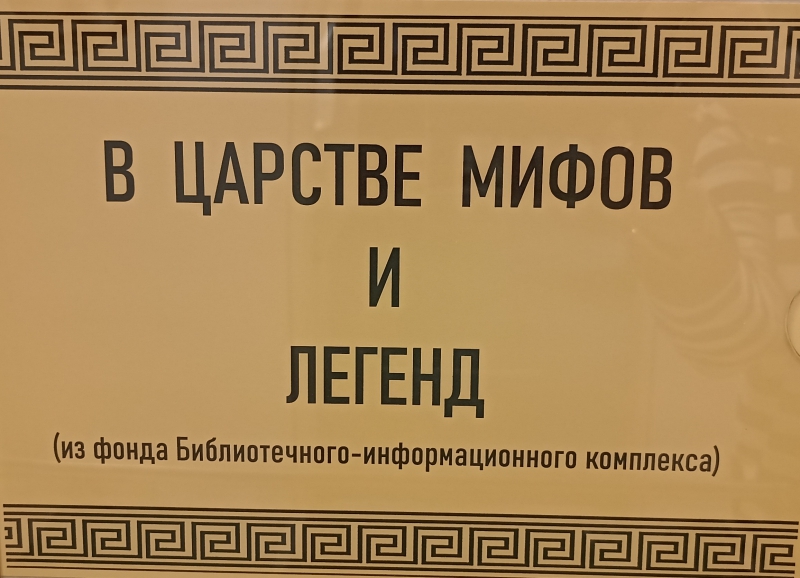 В ЦАРСТВЕ МИФОВ
И
ЛЕГЕНД
(из фонда Библиотечного-информационного комплекса)